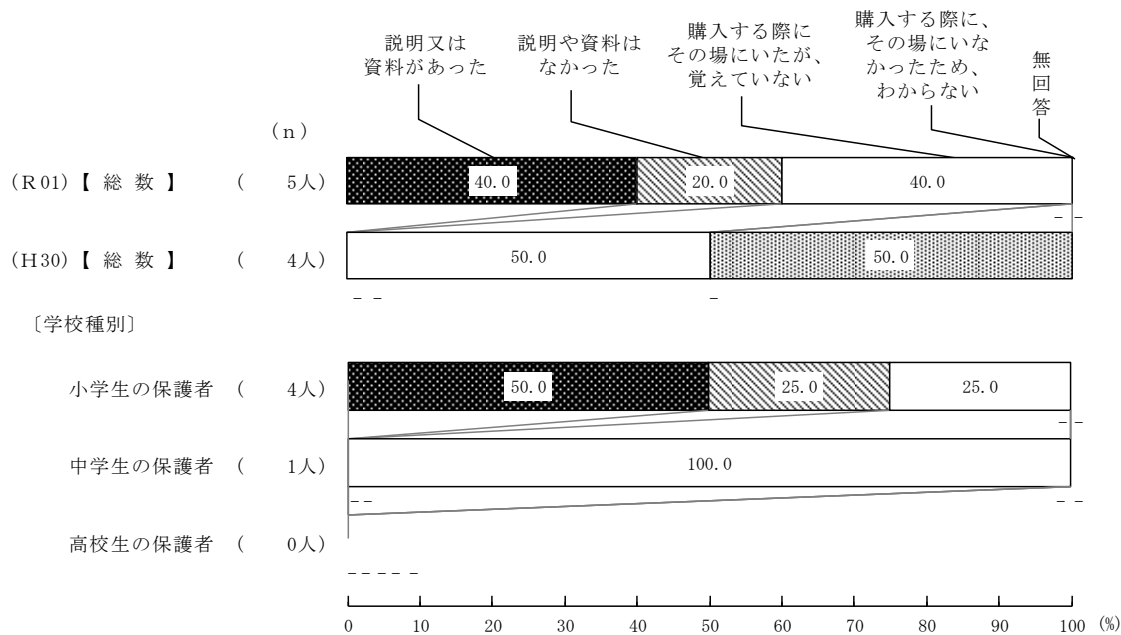 説明又は
資料があった
説明や資料は
なかった
購入する際に
その場にいたが、
覚えていない
購入する際に、
その場にいな
かったため、
わからない
無
回
答
(n)
(R01)【 総 数 】 ( 5人) 40.0 20.0 40.0
- -
(H30)【 総 数 】 ( 4人) 50.0 50.0
- - -
〔学校種別〕
小学生の保護者 ( 4人) 50.0 25.0 25.0
- -
中学生の保護者 ( 1人) 100.0
- - - -
高校生の保護者 ( 0人)
- - - - -
0 10 20 30 40 50 60 70 80 90 100 (%)